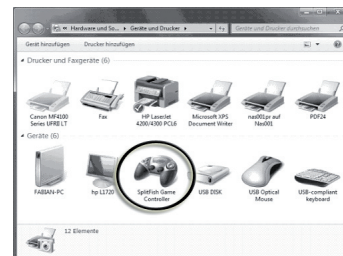 Hardware und So... ▸ Geräte und Drucker ▸
Geräte und Drucker durchsuchen
Gerät hinzufügen Drucker hinzufügen
Drucker und Faxgeräte (6)
Canon MF4100 Series UFRII LT
Fax
HP LaserJet 4200/4300 PCL6
Microsoft XPS Document Writer
nas001pr auf Nas001
PDF24
Geräte (6)
FABIAN-PC
hp L1720
SplitFish Game Controller
USB DISK
USB Optical Mouse
USB-compliant keyboard
12 Elemente